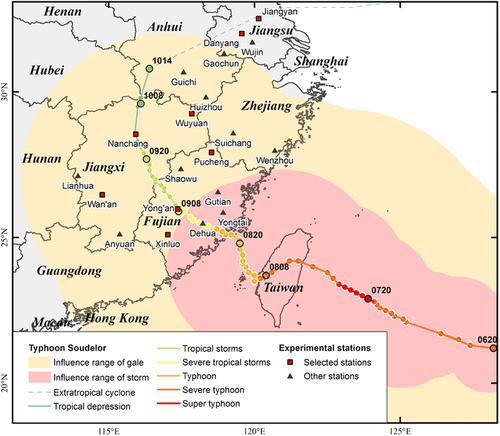 Henan
Anhui
Jiangyan
Jiangsu
Danyang
Wujin
Gaochun
Shanghai
1014
Hubei
Guichi
30°N
1008
Huizhou
Zhejiang
Wuyuan
Nanchang
Suichang
0920
Pucheng
Wenzhou
Hunan
Jiangxi
Shaowu
Lianhua
Wan'an
Gutian
Yong'an
0908
Fujian
Yongtai
Anyuan
Xinluo
Dehua
25°N
0820
Guangdong
0808
Taiwan
0720
Macau
Hong Kong
0620
20°N
Typhoon Soudelor
Influence range of gale
Influence range of storm
Extratropical cyclone
Tropical depression
Tropical storms
Severe tropical storms
Typhoon
Severe typhoon
Super typhoon
Experimental stations
Selected stations
Other stations
115°E
120°E
125°E